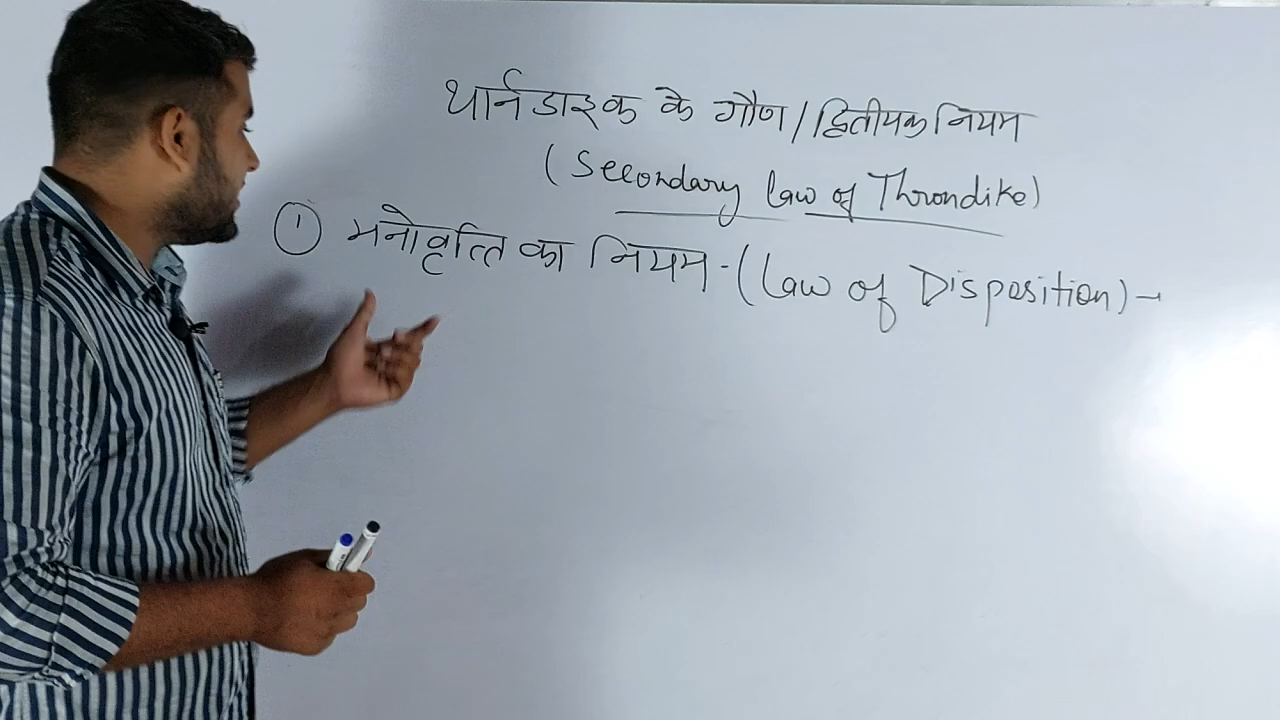 थार्नडाइक के गौण/द्वितीयक नियम
(Secondary law of Throndike)
① मनोवृत्ति का नियम-(Law of Disposition)→